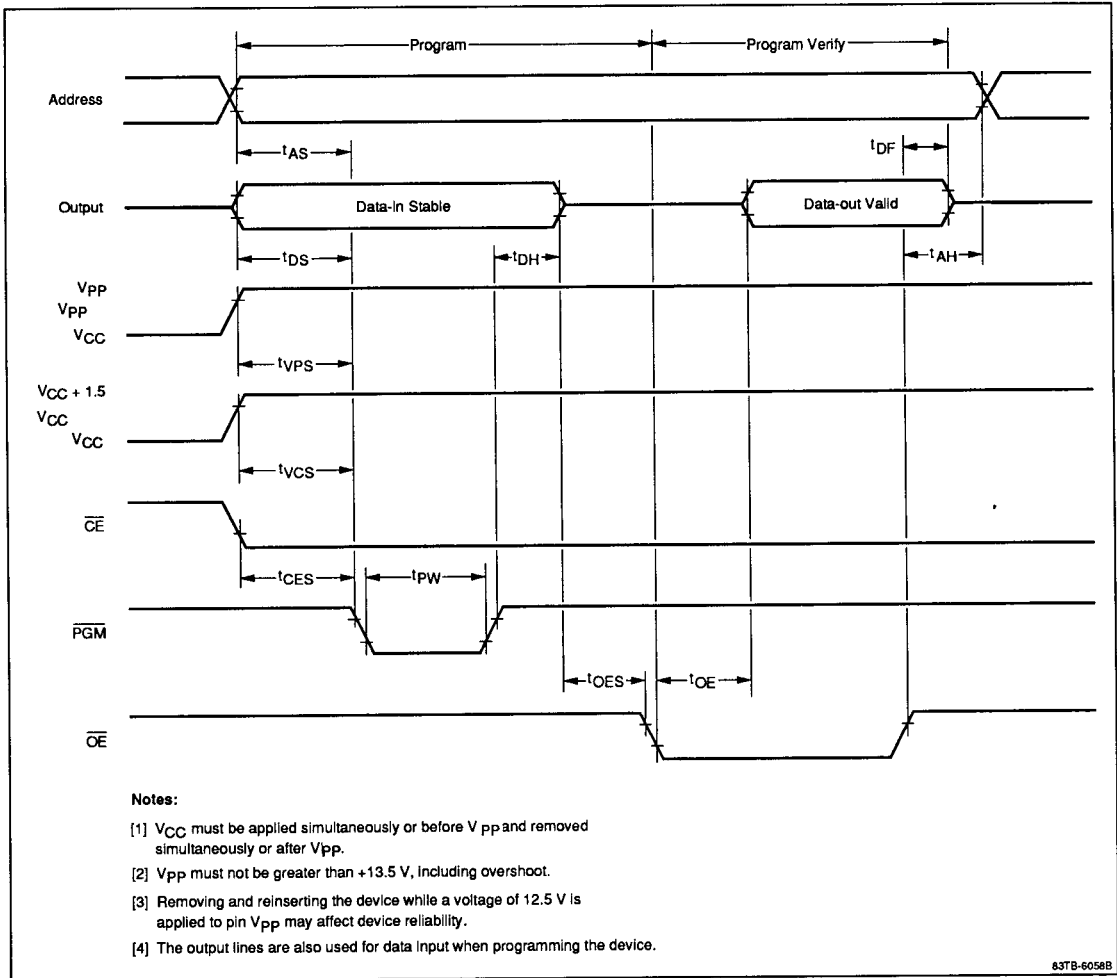 Program
Program Verify
Address
tAS
tDF
Output
Data-in Stable
Data-out Valid
tDS
tDH
tAH
VPP
VPP
VCC
tVPS
VCC + 1.5
VCC
VCC
tVCS
CE
tCES
tPW
PGM
tOES
tOE
OE
Notes:
[1] VCC must be applied simultaneously or before VPP and removed
simultaneously or after VPP.
[2] VPP must not be greater than +13.5 V, including overshoot.
[3] Removing and reinserting the device while a voltage of 12.5 V is
applied to pin VPP may affect device reliability.
[4] The output lines are also used for data input when programming the device.
83TB-6058B